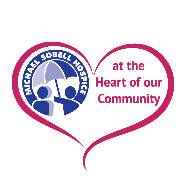 MICHAEL SOBELL HOSPICE
at the
Heart of our
Community